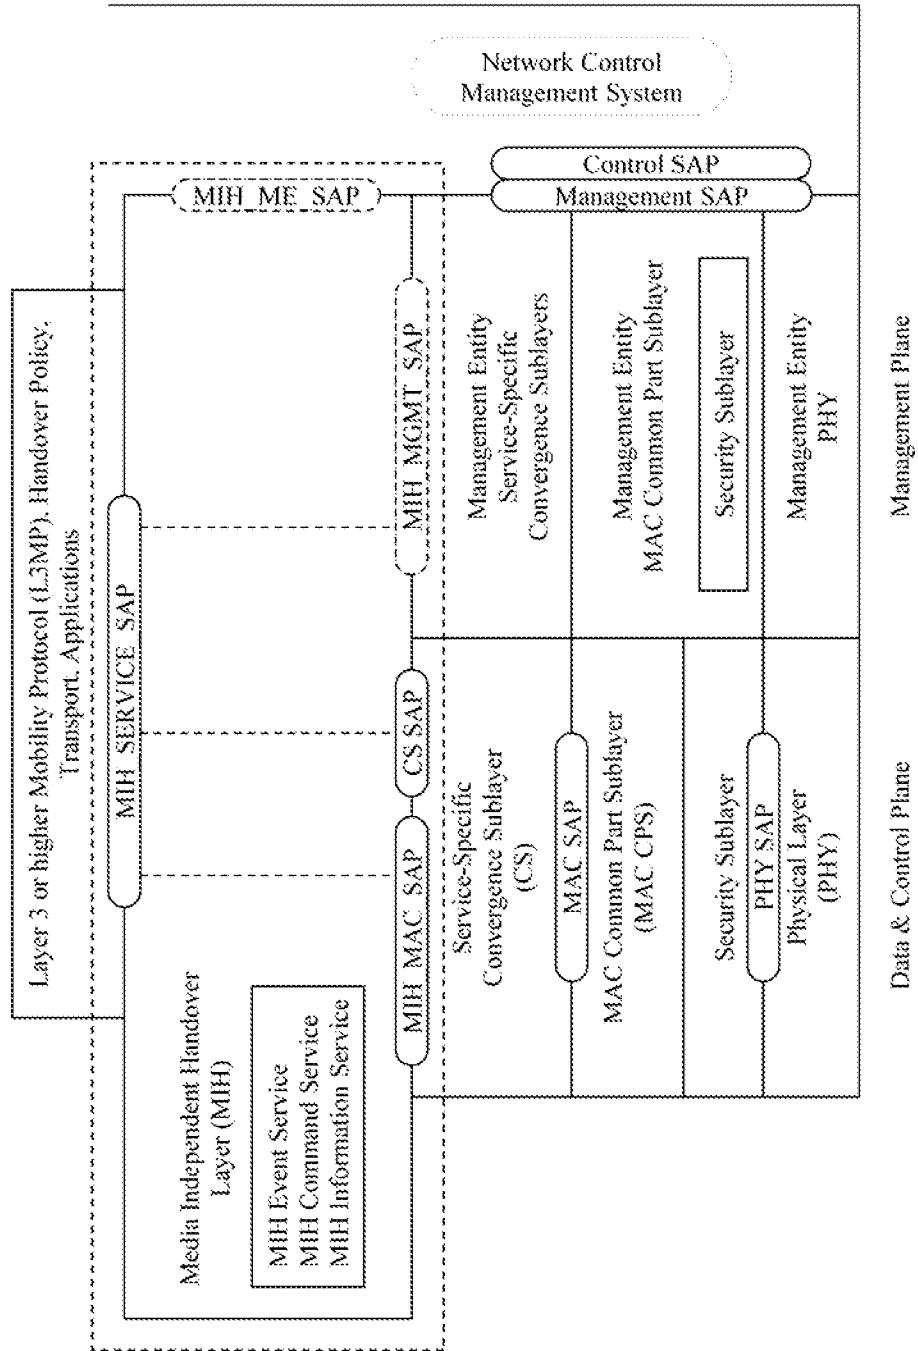 Layer 3 or higher Mobility Protocol (L3MP), Handover Policy,
Transport, Applications
MIH_SERVICE_SAP
Media Independent Handover
Layer (MIH)
MIH Event Service
MIH Command Service
MIH Information Service
MIH_ME_SAP
MIH_MAC_SAP
CS SAP
MIH_MGMT_SAP
Service-Specific
Convergence Sublayer
(CS)
MAC SAP
MAC Common Part Sublayer
(MAC CPS)
Security Sublayer
PHY SAP
Physical Layer
(PHY)
Data & Control Plane
Management Entity
Service-Specific
Convergence Sublayers
Management Entity
MAC Common Part Sublayer
Security Sublayer
Management Entity
PHY
Management Plane
Management SAP
Control SAP
Network Control
Management System